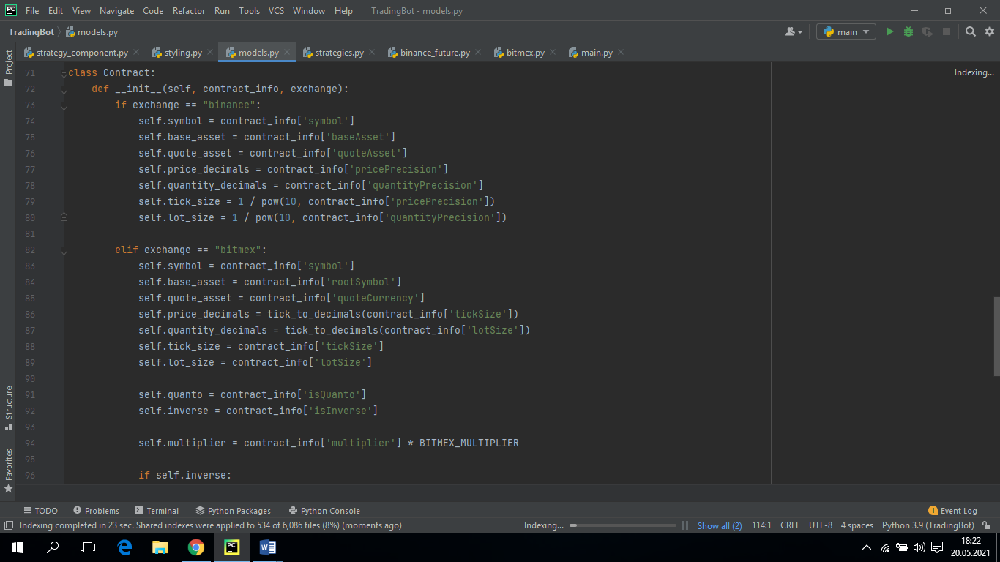 PC File Edit View Navigate Code Refactor Run Tools VCS Window Help TradingBot - models.py
TradingBot models.py main
strategy_component.py styling.py models.py strategies.py binance_future.py bitmex.py main.py
Project
Structure
Favorites
Indexing...
71 class Contract:
72     def __init__(self, contract_info, exchange):
73         if exchange == "binance":
74             self.symbol = contract_info['symbol']
75             self.base_asset = contract_info['baseAsset']
76             self.quote_asset = contract_info['quoteAsset']
77             self.price_decimals = contract_info['pricePrecision']
78             self.quantity_decimals = contract_info['quantityPrecision']
79             self.tick_size = 1 / pow(10, contract_info['pricePrecision'])
80             self.lot_size = 1 / pow(10, contract_info['quantityPrecision'])
81
82         elif exchange == "bitmex":
83             self.symbol = contract_info['symbol']
84             self.base_asset = contract_info['rootSymbol']
85             self.quote_asset = contract_info['quoteCurrency']
86             self.price_decimals = tick_to_decimals(contract_info['tickSize'])
87             self.quantity_decimals = tick_to_decimals(contract_info['lotSize'])
88             self.tick_size = contract_info['tickSize']
89             self.lot_size = contract_info['lotSize']
90
91             self.quanto = contract_info['isQuanto']
92             self.inverse = contract_info['isInverse']
93
94             self.multiplier = contract_info['multiplier'] * BITMEX_MULTIPLIER
95
96             if self.inverse:
TODO Problems Terminal Python Packages Python Console 1 Event Log
Indexing completed in 23 sec. Shared indexes were applied to 534 of 6,086 files (8%) (moments ago) Indexing... Show all (2) 114:1 CRLF UTF-8 4 spaces Python 3.9 (TradingBot)
PC W 18:22
20.05.2021